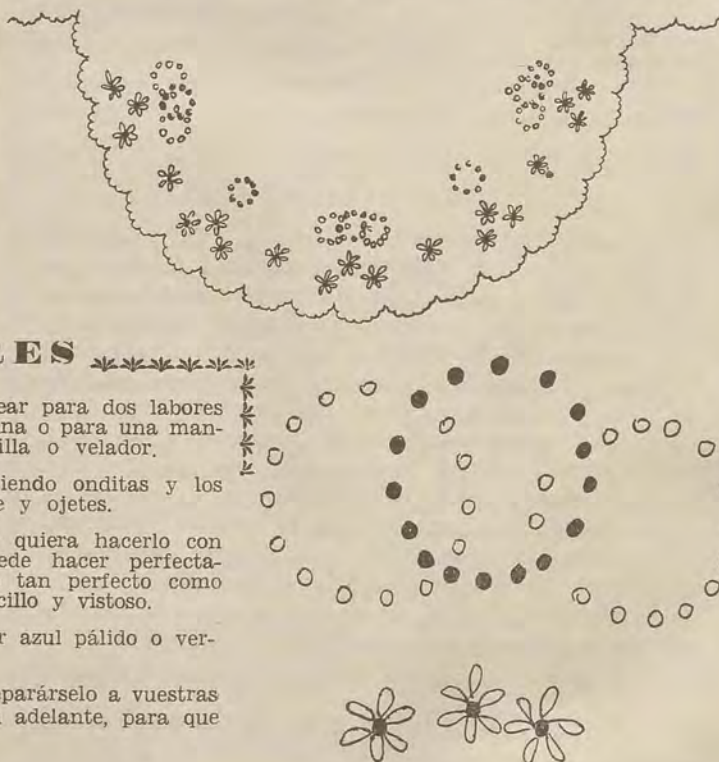 ES
ear para dos labores
na o para una man-
illa o velador.
iendo onditas y los
e y ojetes.
quiera hacerlo con
ede hacer perfecta-
tan perfecto como
cillo y vistoso.
r azul pálido o ver-
eparárselo a vuestras
adelante, para que